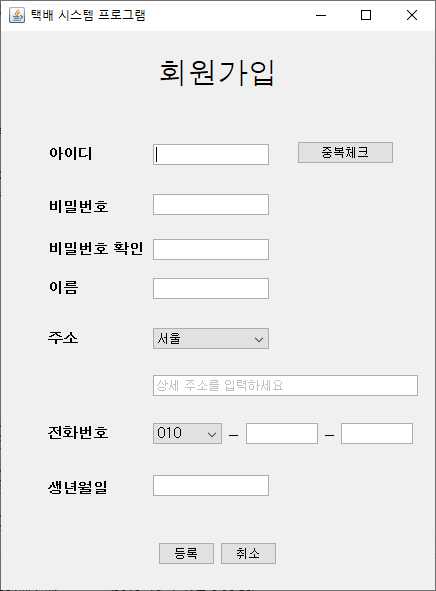 택배 시스템 프로그램
회원가입
아이디 중복체크
비밀번호
비밀번호 확인
이름
주소 서울
상세 주소를 입력하세요
전화번호 010 – –
생년월일
등록 취소